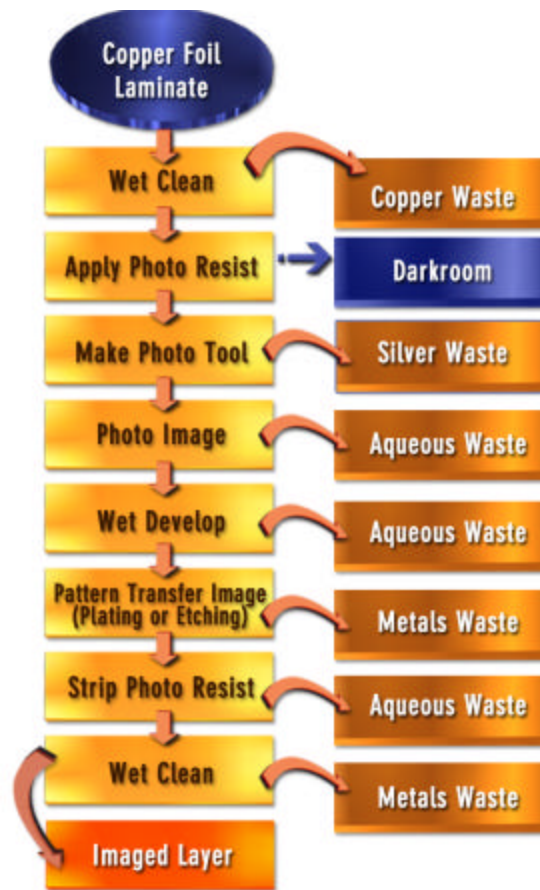 Copper Foil
Laminate
Wet Clean
Copper Waste
Apply Photo Resist
Darkroom
Make Photo Tool
Silver Waste
Photo Image
Aqueous Waste
Wet Develop
Aqueous Waste
Pattern Transfer Image
(Plating or Etching)
Metals Waste
Strip Photo Resist
Aqueous Waste
Wet Clean
Metals Waste
Imaged Layer